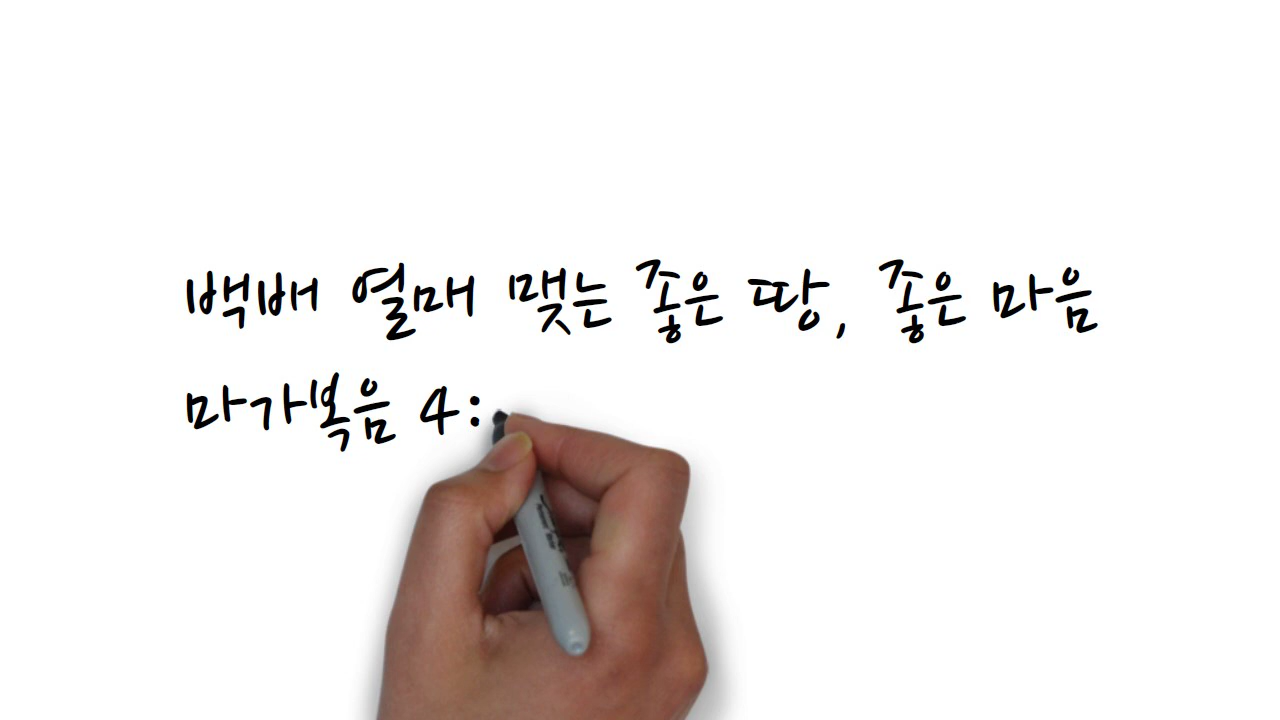 백배 열매 맺는 좋은 땅, 좋은 마음
마가복음 4: